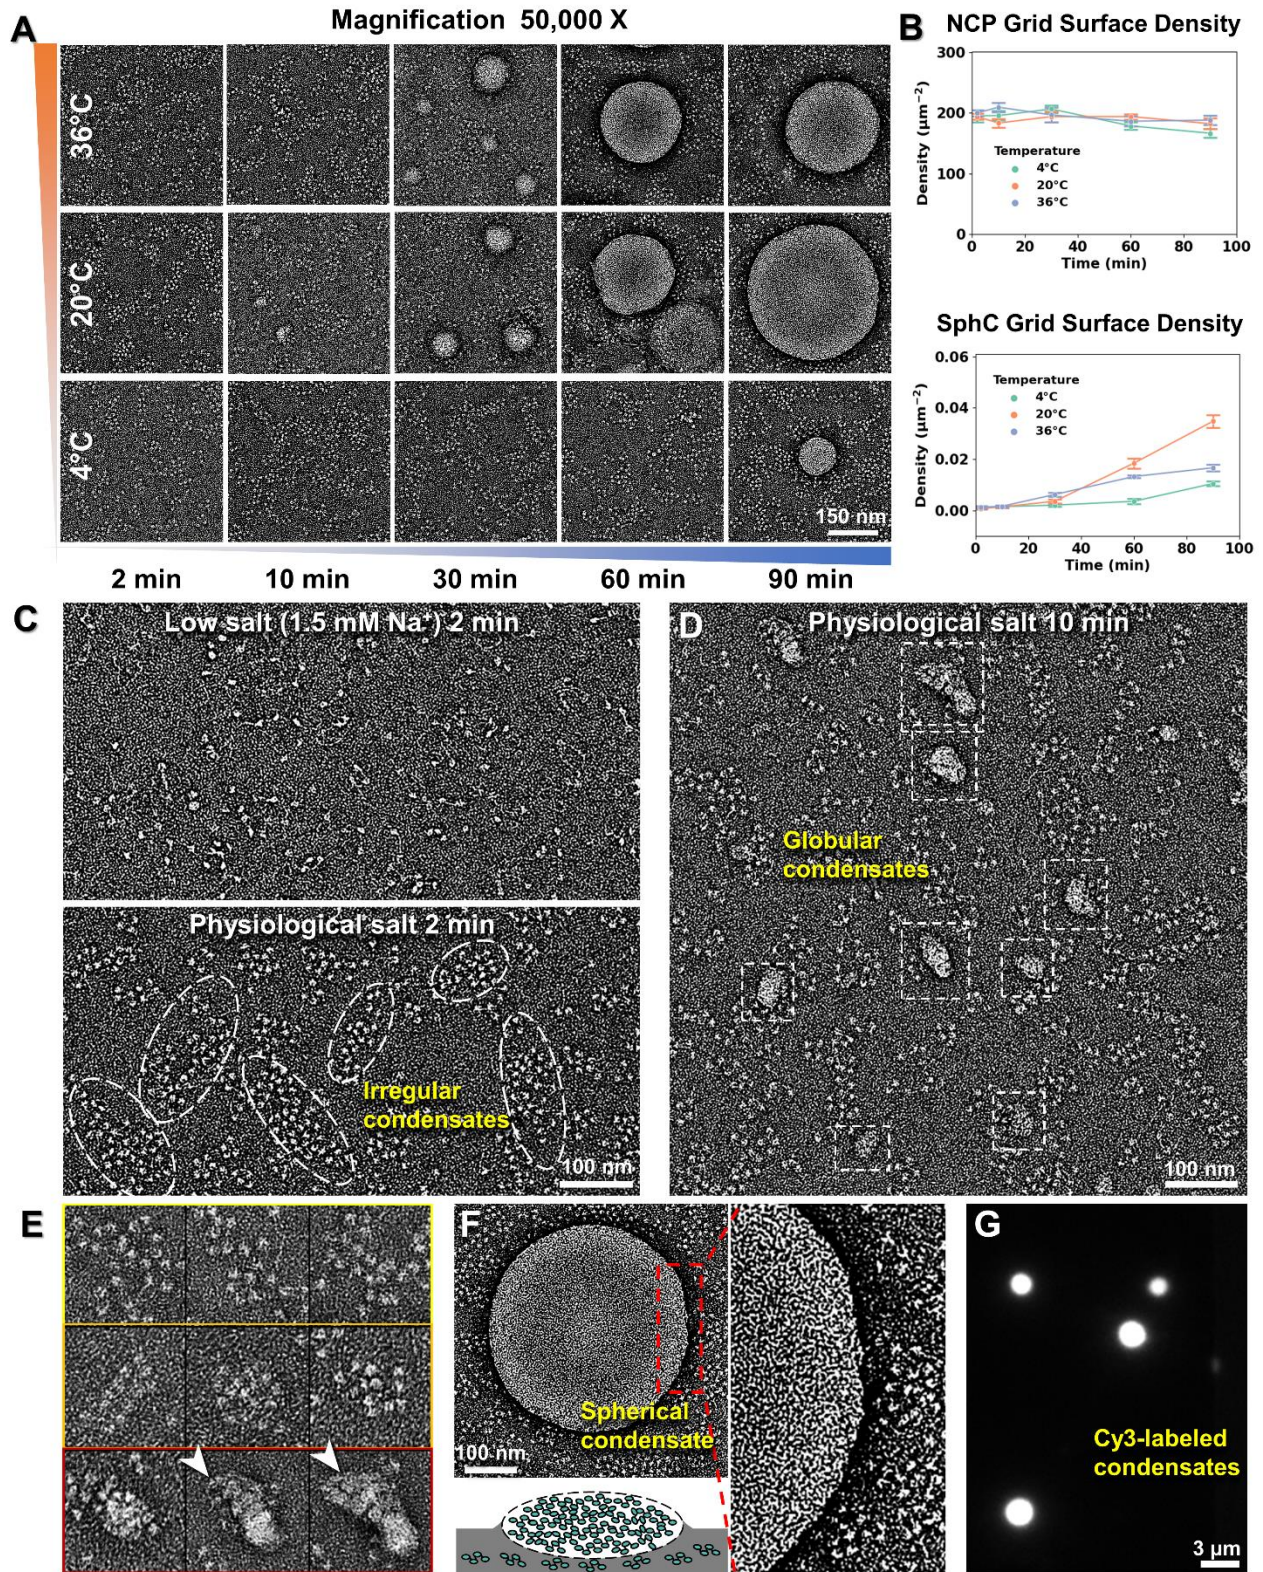 A
Magnification 50,000 X
36°C
20°C
4°C
150 nm
2 min
10 min
30 min
60 min
90 min
B
NCP Grid Surface Density
300
200
100
0
Density (µm⁻²)
Temperature
4°C
20°C
36°C
0 20 40 60 80 100
Time (min)
SphC Grid Surface Density
0.06
0.04
0.02
0.00
Density (µm⁻²)
Temperature
4°C
20°C
36°C
0 20 40 60 80 100
Time (min)
C
Low salt (1.5 mM Na⁺) 2 min
Physiological salt 2 min
Irregular
condensates
100 nm
D
Physiological salt 10 min
Globular
condensates
100 nm
E
F
Spherical
condensate
100 nm
G
Cy3-labeled
condensates
3 µm